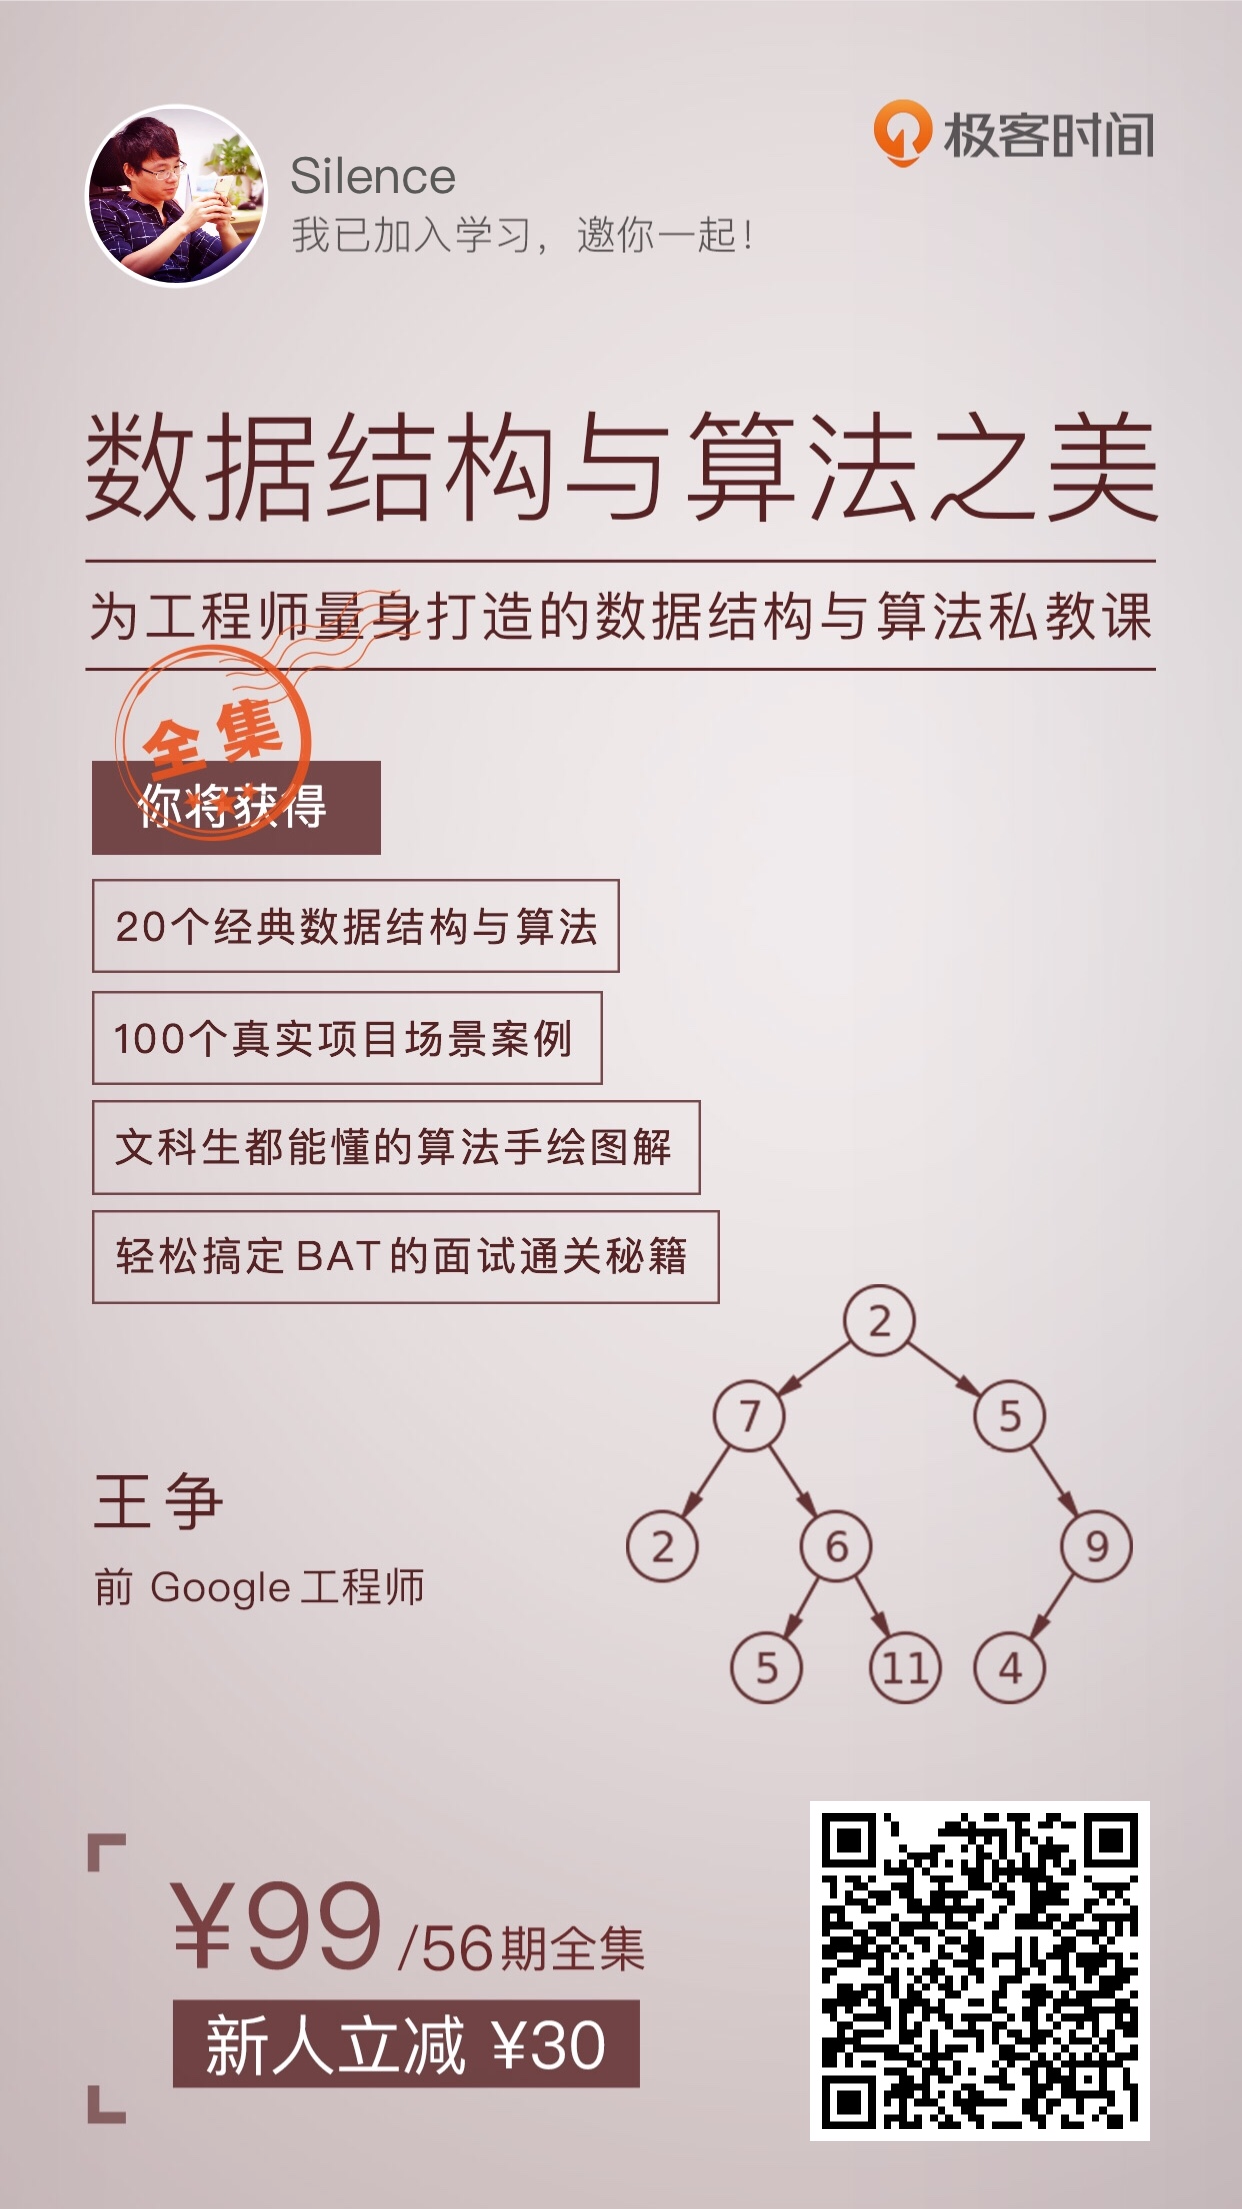 Silence
极客时间
我已加入学习，邀你一起！
数据结构与算法之美
为工程师量身打造的数据结构与算法私教课
全集
你将获得
20个经典数据结构与算法
100个真实项目场景案例
文科生都能懂的算法手绘图解
轻松搞定BAT的面试通关秘籍
2
7 5
2 6 9
5 11 4
王争
前 Google 工程师
¥99 /56期全集
新人立减 ¥30